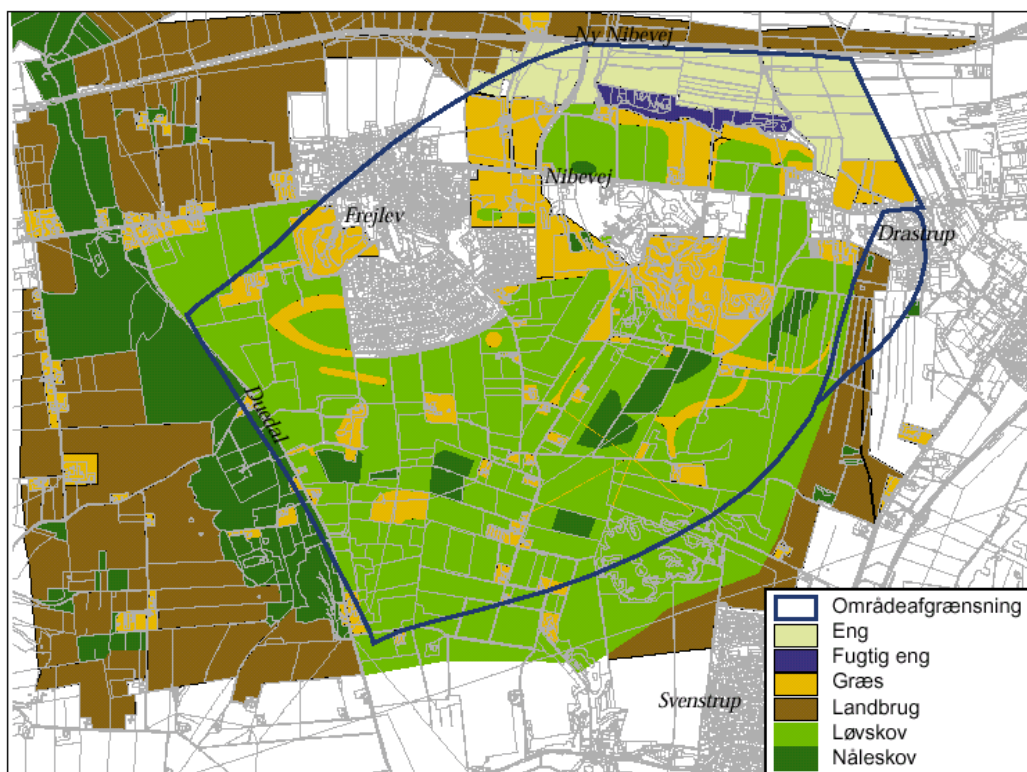 Ny Nibevej
Nibevej
Frejlev
Drastrup
Duedal
Svenstrup
Områdeafgrænsning
Eng
Fugtig eng
Græs
Landbrug
Løvskov
Nåleskov